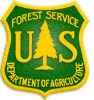 FOREST SERVICE
U S
DEPARTMENT OF AGRICULTURE